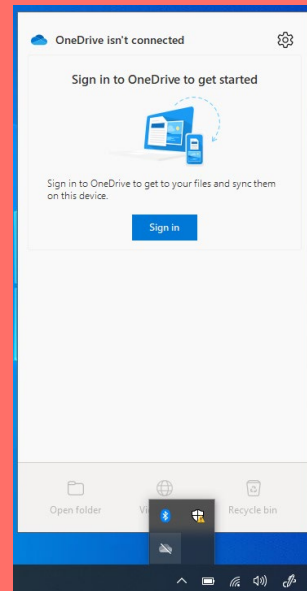 OneDrive isn't connected
Sign in to OneDrive to get started
Sign in to OneDrive to get to your files and sync them
on this device.
Sign in
Open folder
Recycle bin